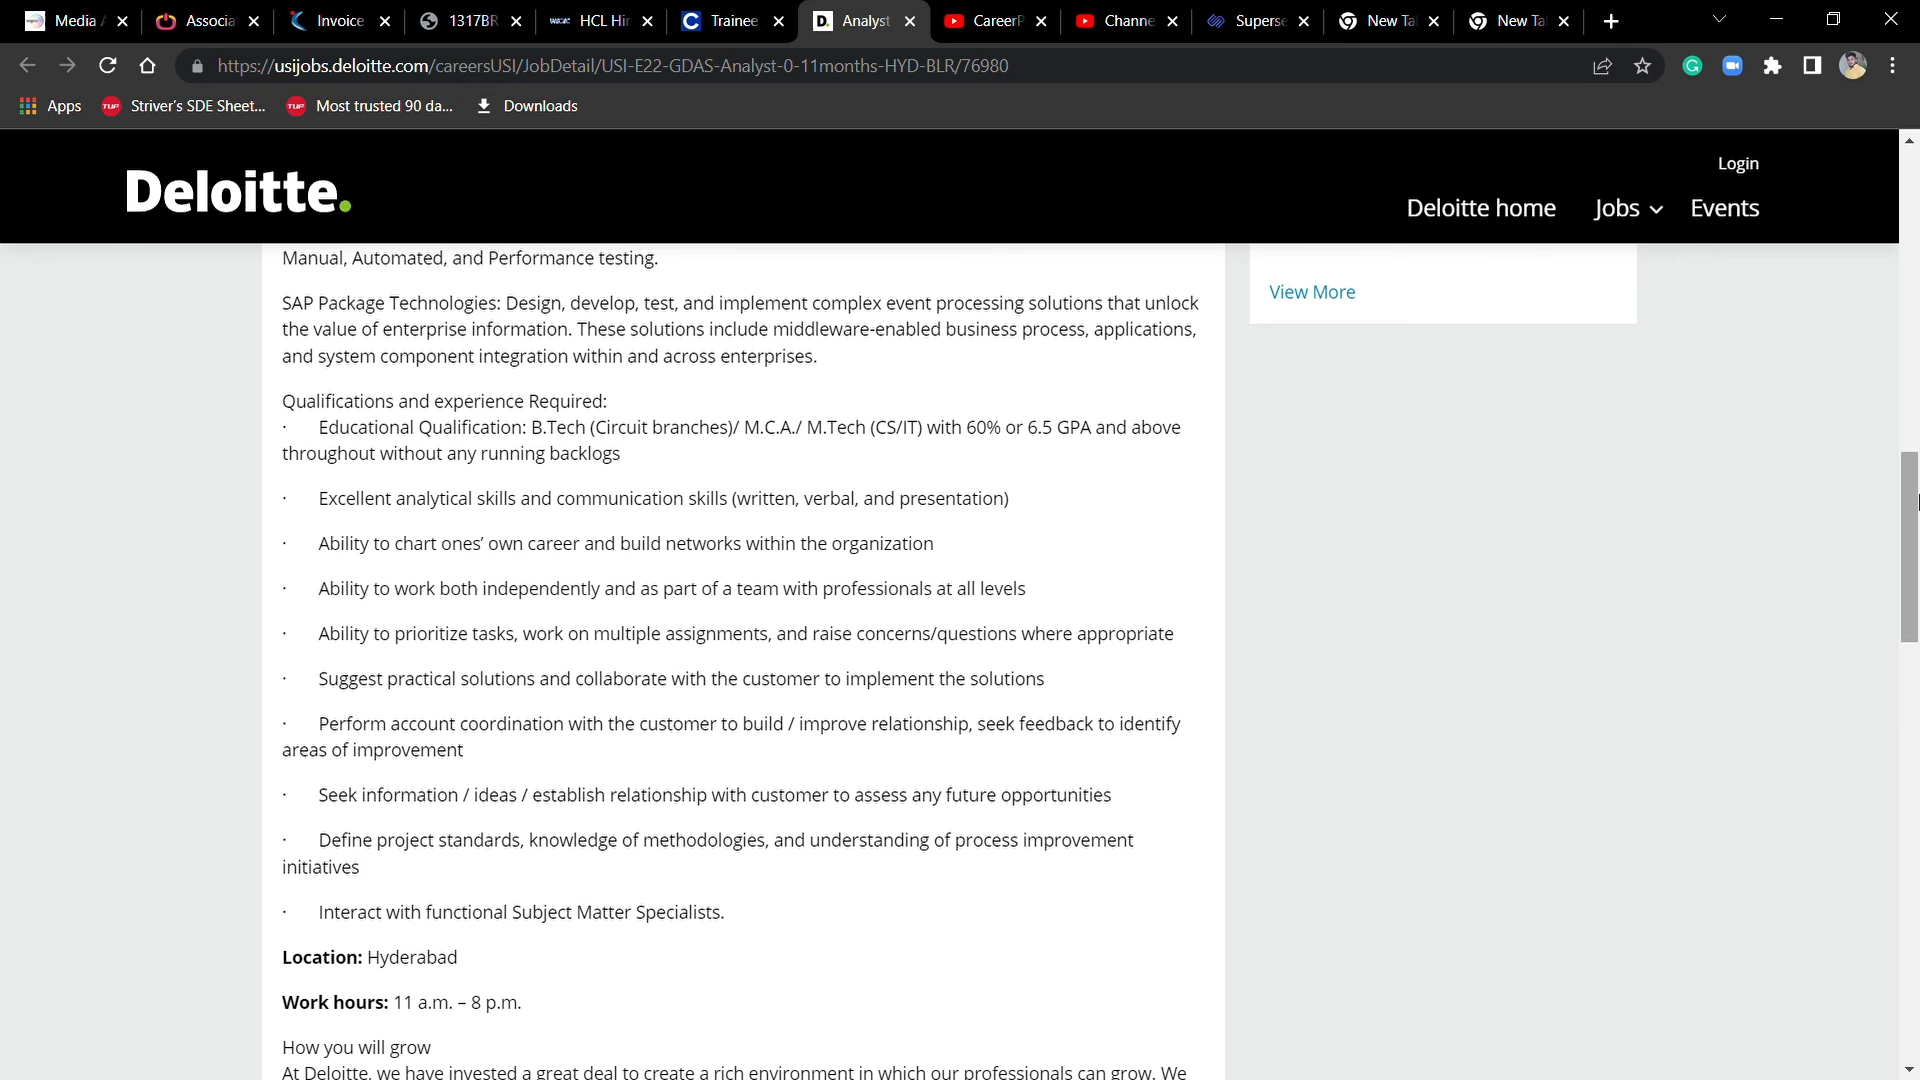 Media A
Associa
Invoice
1317BR
HCL Hir
Trainee
Analyst
CareerP
Channe
Superse
New Ta
New Ta
https://usijobs.deloitte.com/careersUSI/JobDetail/USI-E22-GDAS-Analyst-0-11months-HYD-BLR/76980
Apps
Striver's SDE Sheet...
Most trusted 90 da...
Downloads
Login
Deloitte.
Deloitte home
Jobs
Events
Manual, Automated, and Performance testing.
View More
SAP Package Technologies: Design, develop, test, and implement complex event processing solutions that unlock
the value of enterprise information. These solutions include middleware-enabled business process, applications,
and system component integration within and across enterprises.
Qualifications and experience Required:
· Educational Qualification: B.Tech (Circuit branches)/ M.C.A./ M.Tech (CS/IT) with 60% or 6.5 GPA and above
throughout without any running backlogs
· Excellent analytical skills and communication skills (written, verbal, and presentation)
· Ability to chart ones’ own career and build networks within the organization
· Ability to work both independently and as part of a team with professionals at all levels
· Ability to prioritize tasks, work on multiple assignments, and raise concerns/questions where appropriate
· Suggest practical solutions and collaborate with the customer to implement the solutions
· Perform account coordination with the customer to build / improve relationship, seek feedback to identify
areas of improvement
· Seek information / ideas / establish relationship with customer to assess any future opportunities
· Define project standards, knowledge of methodologies, and understanding of process improvement
initiatives
· Interact with functional Subject Matter Specialists.
Location: Hyderabad
Work hours: 11 a.m. – 8 p.m.
How you will grow
At Deloitte, we have invested a great deal to create a rich environment in which our professionals can grow. We